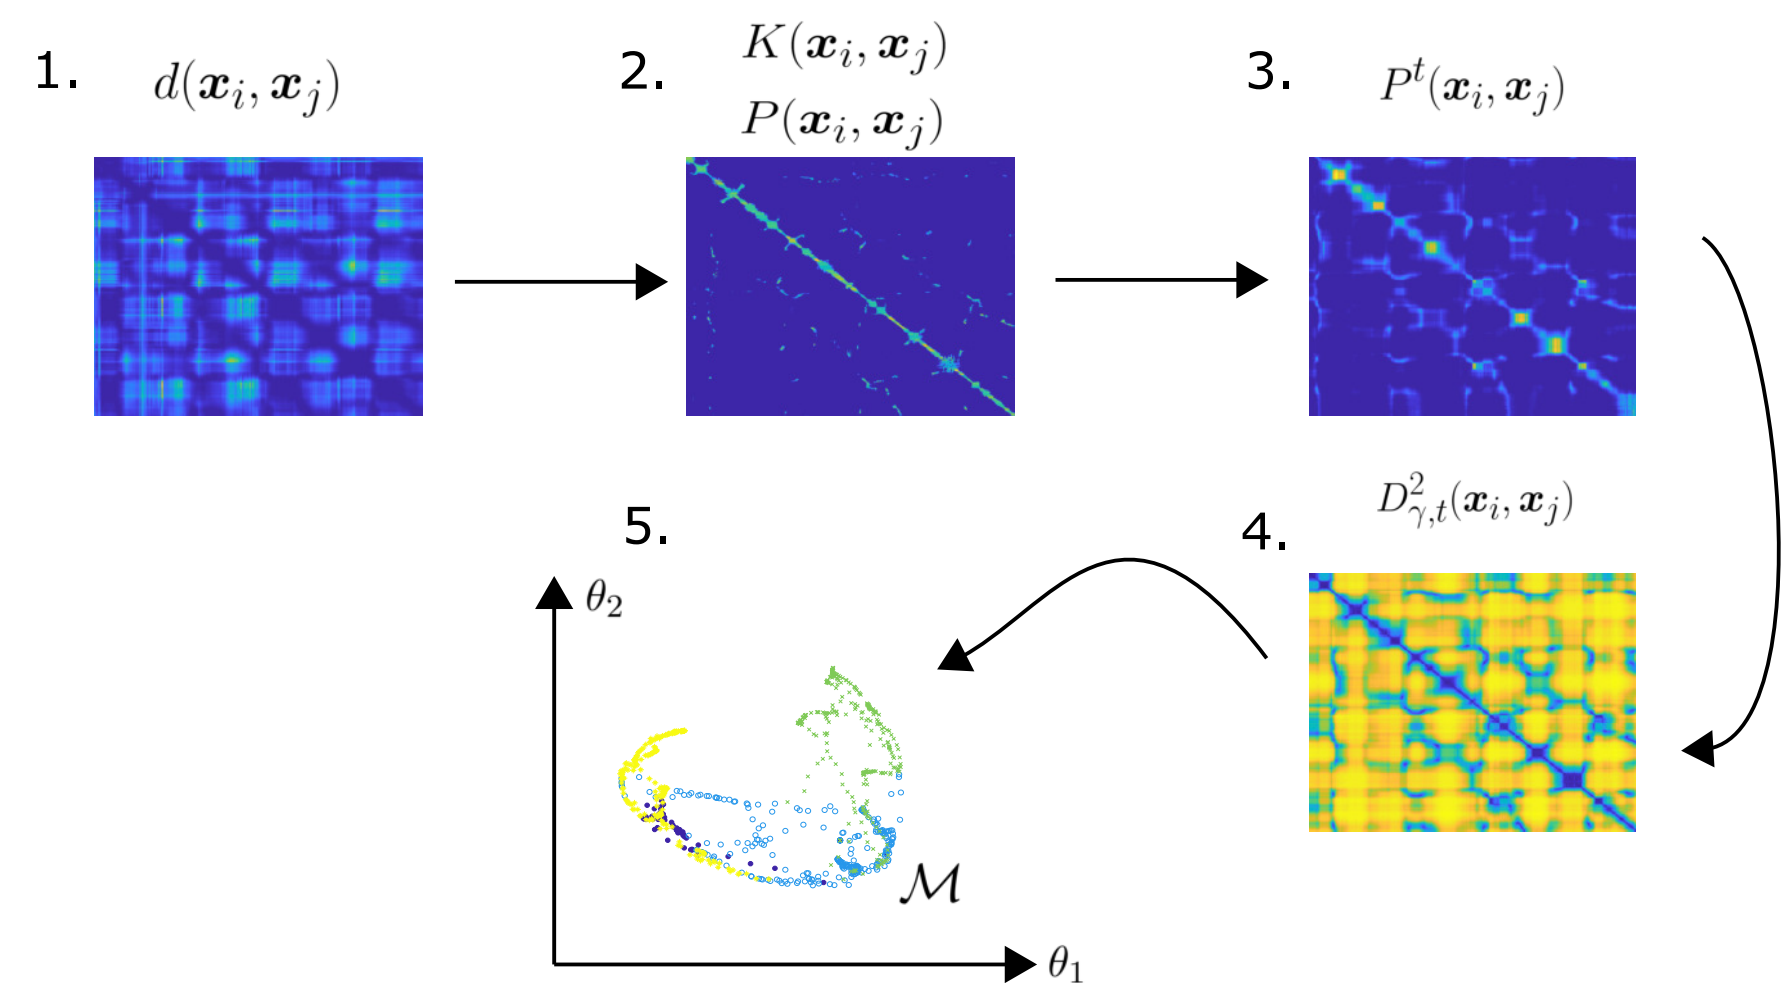 1.
d(x_i, x_j)
2.
K(x_i, x_j)
P(x_i, x_j)
3.
P^t(x_i, x_j)
4.
D^2_{γ,t}(x_i, x_j)
5.
θ_2
ℳ
θ_1